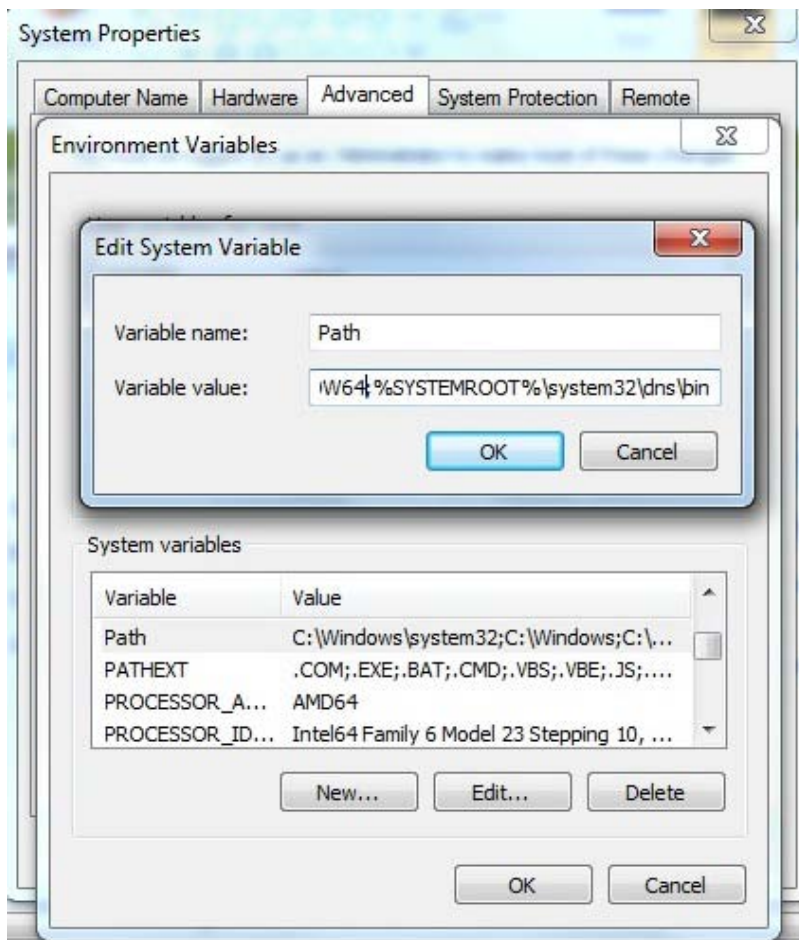 System Properties
Computer Name Hardware Advanced System Protection Remote
Environment Variables
Edit System Variable
Variable name: Path
Variable value: W64; %SYSTEMROOT%\system32\dns\bin
OK Cancel
System variables
Variable Value
Path C:\Windows\system32;C:\Windows;C:\...
PATHEXT .COM;.EXE;.BAT;.CMD;.VBS;.VBE;.JS;....
PROCESSOR_A... AMD64
PROCESSOR_ID... Intel64 Family 6 Model 23 Stepping 10, ...
New... Edit... Delete
OK Cancel